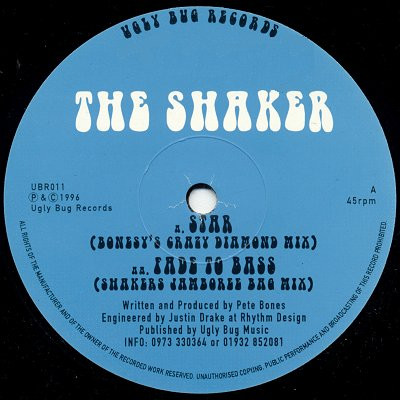 UGLY BUG RECORDS
THE SHAKER
UBR011
Ⓟ & © 1996
Ugly Bug Records
A
45rpm
A. STAR
(BONESY'S CRAZY DIAMOND MIX)
AA. FADE TO BASS
(SHAKERS JAMBOREE BAG MIX)
Written and Produced by Pete Bones
Engineered by Justin Drake at Rhythm Design
Published by Ugly Bug Music
INFO: 0973 330364 or 01932 852081
ALL RIGHTS OF THE MANUFACTURER AND OF THE OWNER OF THE RECORDED WORK RESERVED. UNAUTHORISED COPYING, PUBLIC PERFORMANCE AND BROADCASTING OF THIS RECORD PROHIBITED.